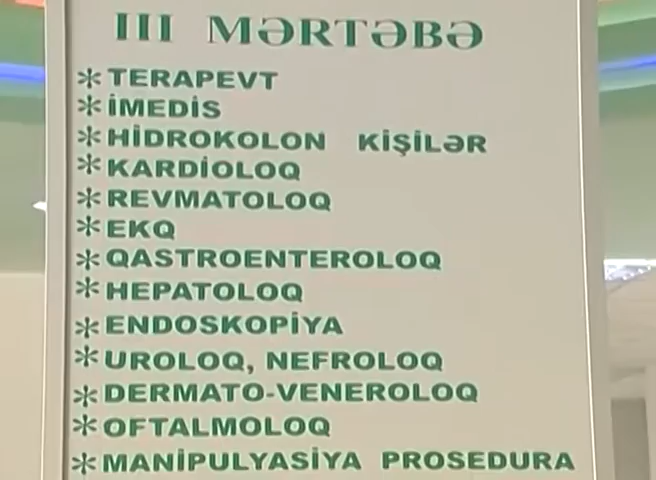 III MƏRTƏBƏ
*TERAPEVT
*İMEDİS
*HİDROKOLON KİŞİLƏR
*KARDİOLOQ
*REVMATOLOQ
*EKQ
*QASTROENTEROLOQ
*HEPATOLOQ
*ENDOSKOPİYA
*UROLOQ, NEFROLOQ
*DERMATO-VENEROLOQ
*OFTALMOLOQ
*MANİPULYASİYA PROSEDURA